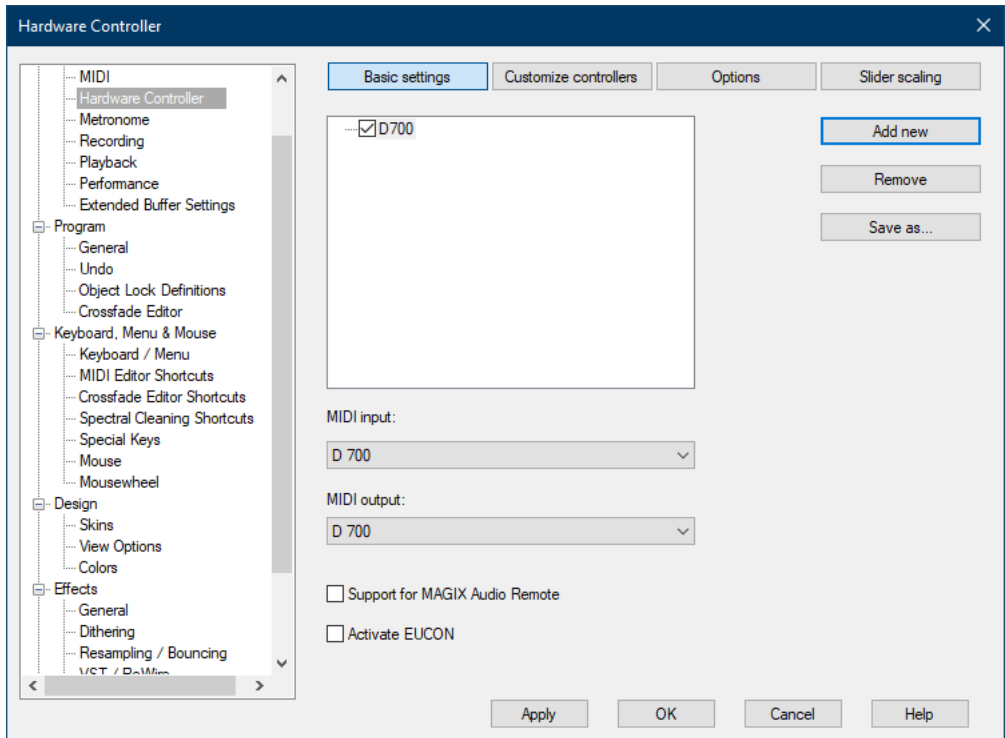 Hardware Controller
MIDI
Hardware Controller
Metronome
Recording
Playback
Performance
Extended Buffer Settings
Program
General
Undo
Object Lock Definitions
Crossfade Editor
Keyboard, Menu & Mouse
Keyboard / Menu
MIDI Editor Shortcuts
Crossfade Editor Shortcuts
Spectral Cleaning Shortcuts
Special Keys
Mouse
Mousewheel
Design
Skins
View Options
Colors
Effects
General
Dithering
Resampling / Bouncing
VST / ReWire
Basic settings
Customize controllers
Options
Slider scaling
D700
Add new
Remove
Save as...
MIDI input:
D 700
MIDI output:
D 700
Support for MAGIX Audio Remote
Activate EUCON
Apply
OK
Cancel
Help